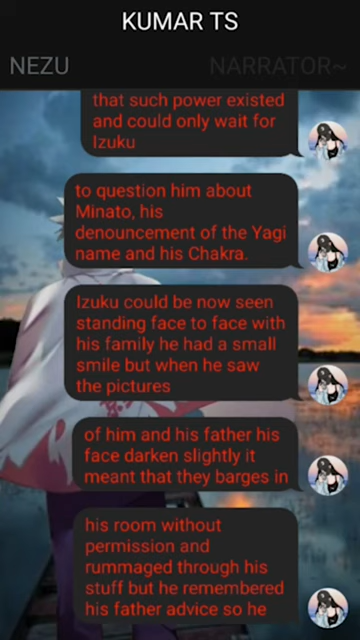 KUMAR TS
NEZU
NARRATOR~
that such power existed
and could only wait for
Izuku
to question him about
Minato, his
denouncement of the Yagi
name and his Chakra.
Izuku could be now seen
standing face to face with
his family he had a small
smile but when he saw
the pictures
of him and his father his
face darken slightly it
meant that they barges in
his room without
permission and
rummaged through his
stuff but he remembered
his father advice so he